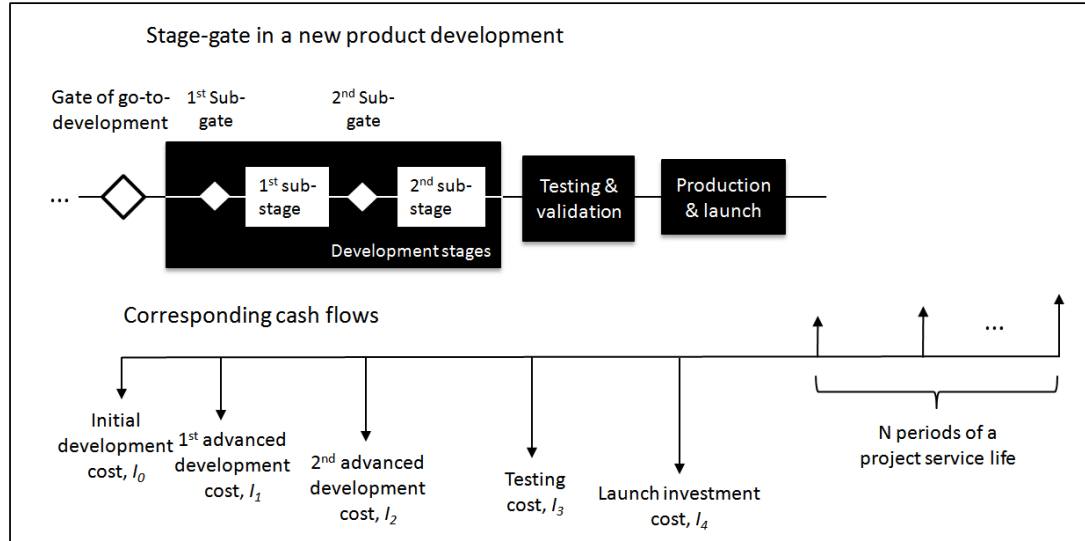 Stage-gate in a new product development
Gate of go-to-
development
1st Sub-
gate
2nd Sub-
gate
...
1st sub-
stage
2nd sub-
stage
Development stages
Testing &
validation
Production
& launch
Corresponding cash flows
...
Initial
development
cost, I0
1st advanced
development
cost, I1
2nd advanced
development
cost, I2
Testing
cost, I3
Launch investment
cost, I4
N periods of a
project service life